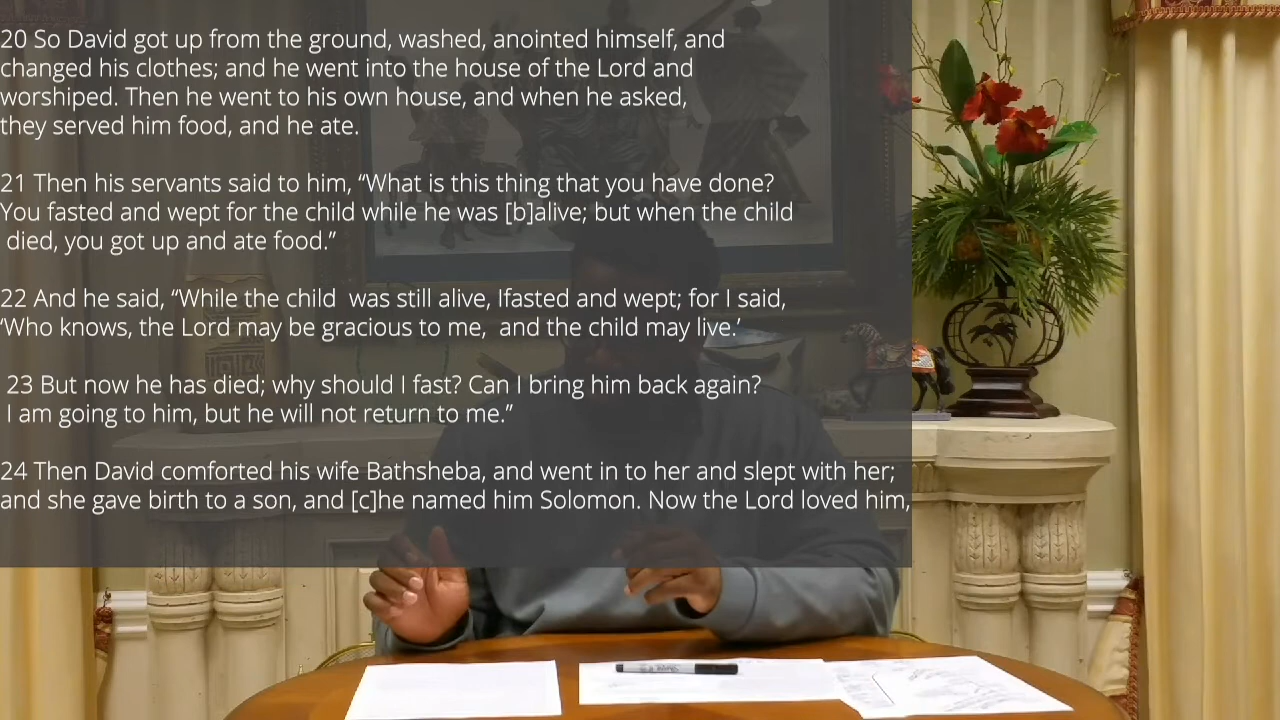 20 So David got up from the ground, washed, anointed himself, and
changed his clothes; and he went into the house of the Lord and
worshiped. Then he went to his own house, and when he asked,
they served him food, and he ate.
21 Then his servants said to him, “What is this thing that you have done?
You fasted and wept for the child while he was [b]alive; but when the child
died, you got up and ate food.”
22 And he said, “While the child  was still alive, Ifasted and wept; for I said,
‘Who knows, the Lord may be gracious to me,  and the child may live.’
23 But now he has died; why should I fast? Can I bring him back again?
I am going to him, but he will not return to me.”
24 Then David comforted his wife Bathsheba, and went in to her and slept with her;
and she gave birth to a son, and [c]he named him Solomon. Now the Lord loved him,